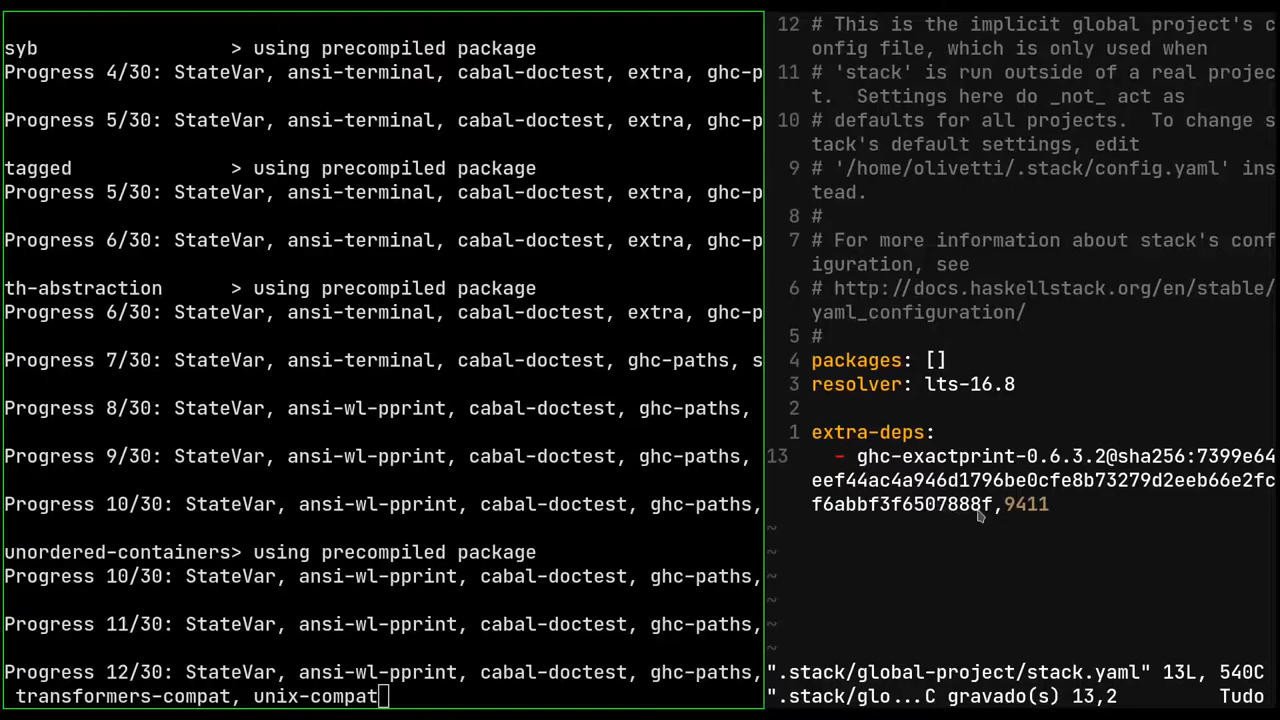 syb                 > using precompiled package
Progress 4/30: StateVar, ansi-terminal, cabal-doctest, extra, ghc-p
Progress 5/30: StateVar, ansi-terminal, cabal-doctest, extra, ghc-p
tagged              > using precompiled package
Progress 5/30: StateVar, ansi-terminal, cabal-doctest, extra, ghc-p
Progress 6/30: StateVar, ansi-terminal, cabal-doctest, extra, ghc-p
th-abstraction      > using precompiled package
Progress 6/30: StateVar, ansi-terminal, cabal-doctest, extra, ghc-p
Progress 7/30: StateVar, ansi-terminal, cabal-doctest, ghc-paths, s
Progress 8/30: StateVar, ansi-wl-pprint, cabal-doctest, ghc-paths,
Progress 9/30: StateVar, ansi-wl-pprint, cabal-doctest, ghc-paths,
Progress 10/30: StateVar, ansi-wl-pprint, cabal-doctest, ghc-paths,
unordered-containers> using precompiled package
Progress 10/30: StateVar, ansi-wl-pprint, cabal-doctest, ghc-paths,
Progress 11/30: StateVar, ansi-wl-pprint, cabal-doctest, ghc-paths,
Progress 12/30: StateVar, ansi-wl-pprint, cabal-doctest, ghc-paths,
 transformers-compat, unix-compat
12 # This is the implicit global project's c
onfig file, which is only used when
11 # 'stack' is run outside of a real projec
t.  Settings here do _not_ act as
10 # defaults for all projects.  To change s
tack's default settings, edit
9 # '/home/olivetti/.stack/config.yaml' ins
tead.
8 #
7 # For more information about stack's conf
iguration, see
6 # http://docs.haskellstack.org/en/stable/
yaml_configuration/
5 #
4 packages: []
3 resolver: lts-16.8
2
1 extra-deps:
13   - ghc-exactprint-0.6.3.2@sha256:7399e64
eef44ac4a946d1796be0cfe8b73279d2eeb66e2fc
f6abbf3f6507888f,9411
~
~
~
~
~
~
".stack/global-project/stack.yaml" 13L, 540C
".stack/glo...C gravado(s) 13,2         Tudo